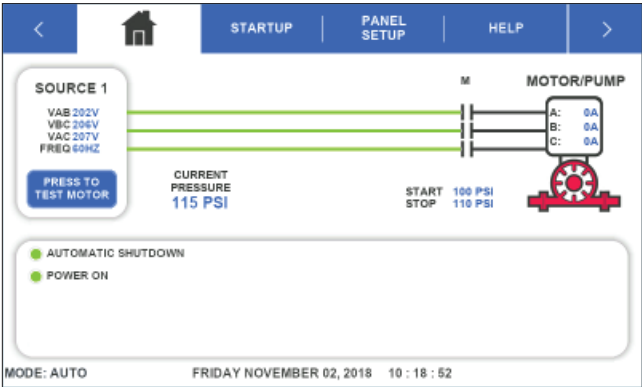 STARTUP
PANEL
SETUP
HELP
SOURCE 1
VAB 202V
VBC 206V
VAC 207V
FREQ 60HZ
PRESS TO
TEST MOTOR
CURRENT
PRESSURE
115 PSI
M
MOTOR/PUMP
A: 0A
B: 0A
C: 0A
START 100 PSI
STOP 110 PSI
AUTOMATIC SHUTDOWN
POWER ON
MODE: AUTO
FRIDAY NOVEMBER 02, 2018 10 : 18 : 52